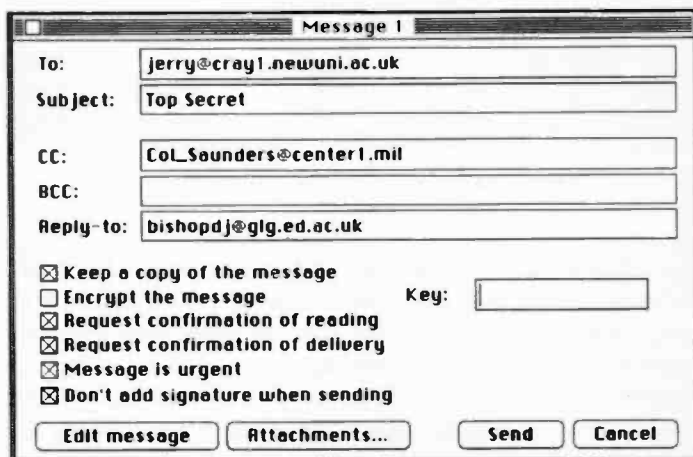 Message 1
To: jerry@cray1.newuni.ac.uk
Subject: Top Secret
CC: Col_Saunders@center1.mil
BCC:
Reply-to: bishopdj@glg.ed.ac.uk
Keep a copy of the message
Encrypt the message Key:
Request confirmation of reading
Request confirmation of delivery
Message is urgent
Don't add signature when sending
Edit message Attachments... Send Cancel